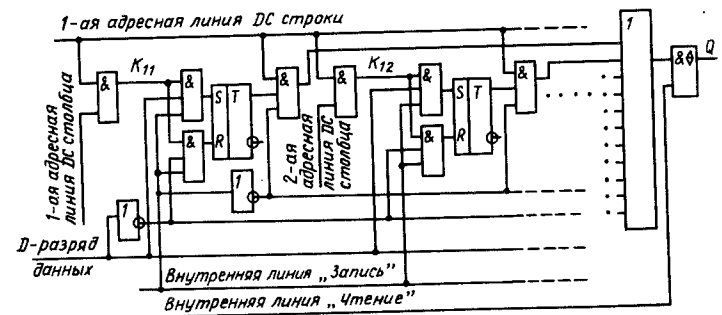 1-ая адресная линия DC строки
1
&
K11
&
S
T
&
&
K12
&
S
T
&
&
Q
&
R
&
R
1-ая адресная
линия DC столбца
2-ая
адресная
линия DC
столбца
1
1
D-разряд
данных
Внутренняя линия „Запись"
Внутренняя линия „Чтение"